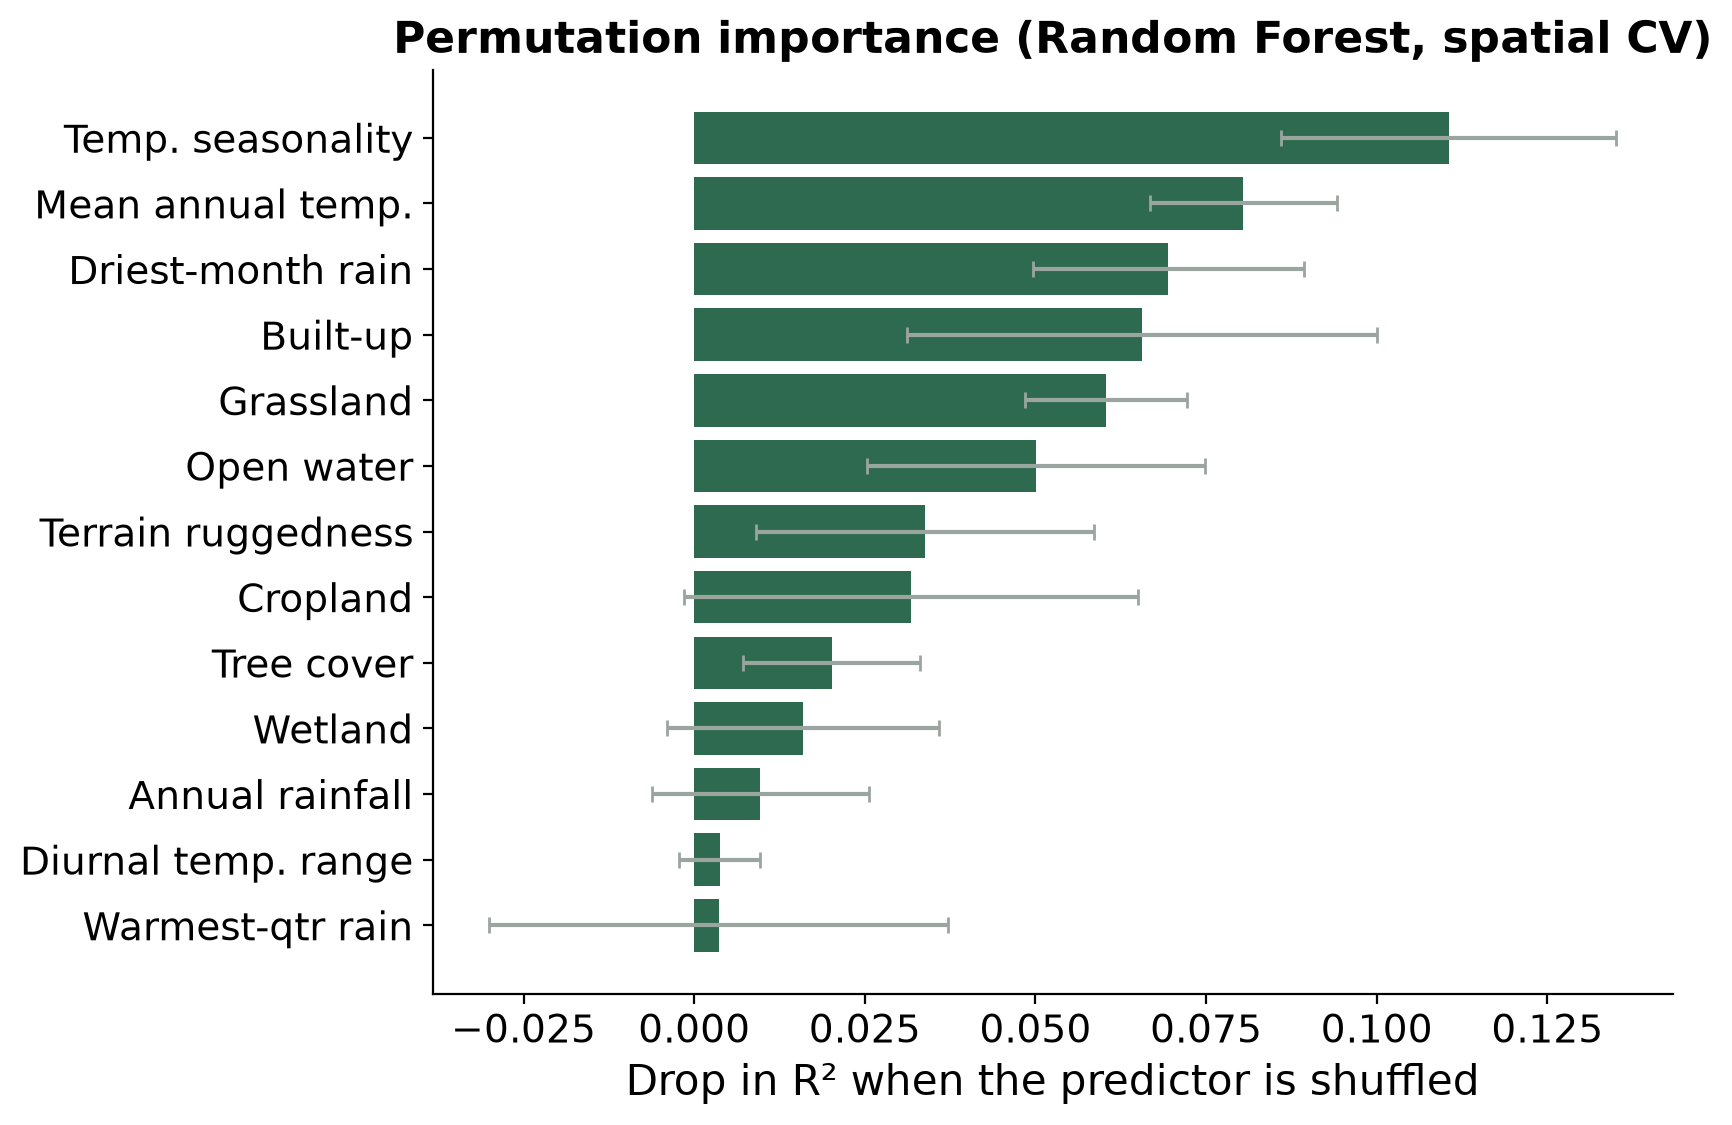 Permutation importance (Random Forest, spatial CV)
Temp. seasonality
Mean annual temp.
Driest-month rain
Built-up
Grassland
Open water
Terrain ruggedness
Cropland
Tree cover
Wetland
Annual rainfall
Diurnal temp. range
Warmest-qtr rain
−0.025 0.000 0.025 0.050 0.075 0.100 0.125
Drop in R² when the predictor is shuffled